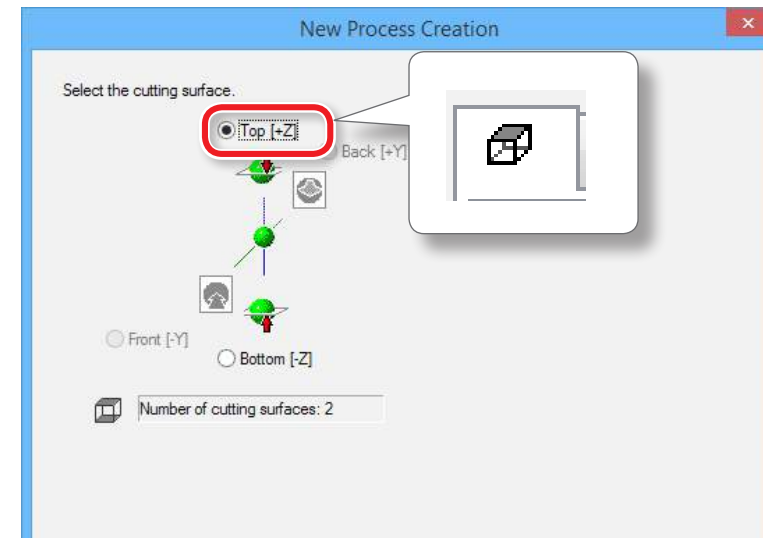 New Process Creation
Select the cutting surface.
Top [+Z]
Back [+Y]
Front [-Y]
Bottom [-Z]
Number of cutting surfaces: 2